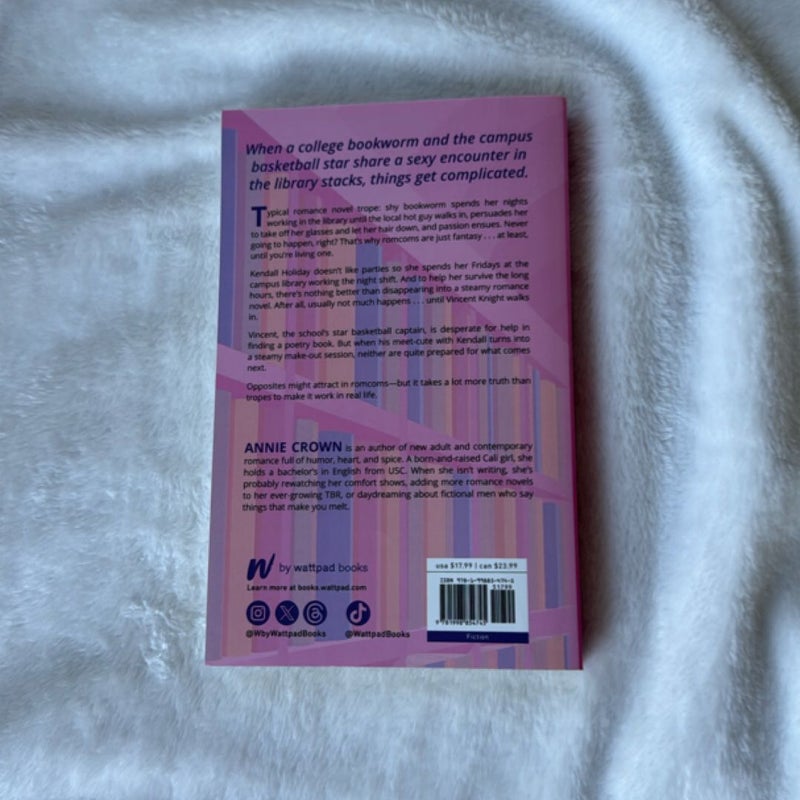 When a college bookworm and the campus
basketball star share a sexy encounter in
the library stacks, things get complicated.
Typical romance novel trope: shy bookworm spends her nights
working in the library until the local hot guy walks in, persuades her
to take off her glasses and let her hair down, and passion ensues. Never
going to happen, right? That's why romcoms are just fantasy . . . at least,
until you're living one.
Kendall Holiday doesn't like parties so she spends her Fridays at the
campus library working the night shift. And to help her survive the long
hours, there's nothing better than disappearing into a steamy romance
novel. After all, usually not much happens . . . until Vincent Knight walks
in.
Vincent, the school's star basketball captain, is desperate for help in
finding a poetry book. But when his meet-cute with Kendall turns into
a steamy make-out session, neither are quite prepared for what comes
next.
Opposites might attract in romcoms—but it takes a lot more truth than
tropes to make it work in real life.
ANNIE CROWN is an author of new adult and contemporary
romance full of humor, heart, and spice. A born-and-raised Cali girl, she
holds a bachelor's in English from USC. When she isn't writing, she's
probably rewatching her comfort shows, adding more romance novels
to her ever-growing TBR, or daydreaming about fictional men who say
things that make you melt.
W by wattpad books
Learn more at books.wattpad.com
@WbyWattpadBooks @WattpadBooks
usa $17.99 | can $23.99
ISBN 978-1-99885-474-5
51799
Fiction